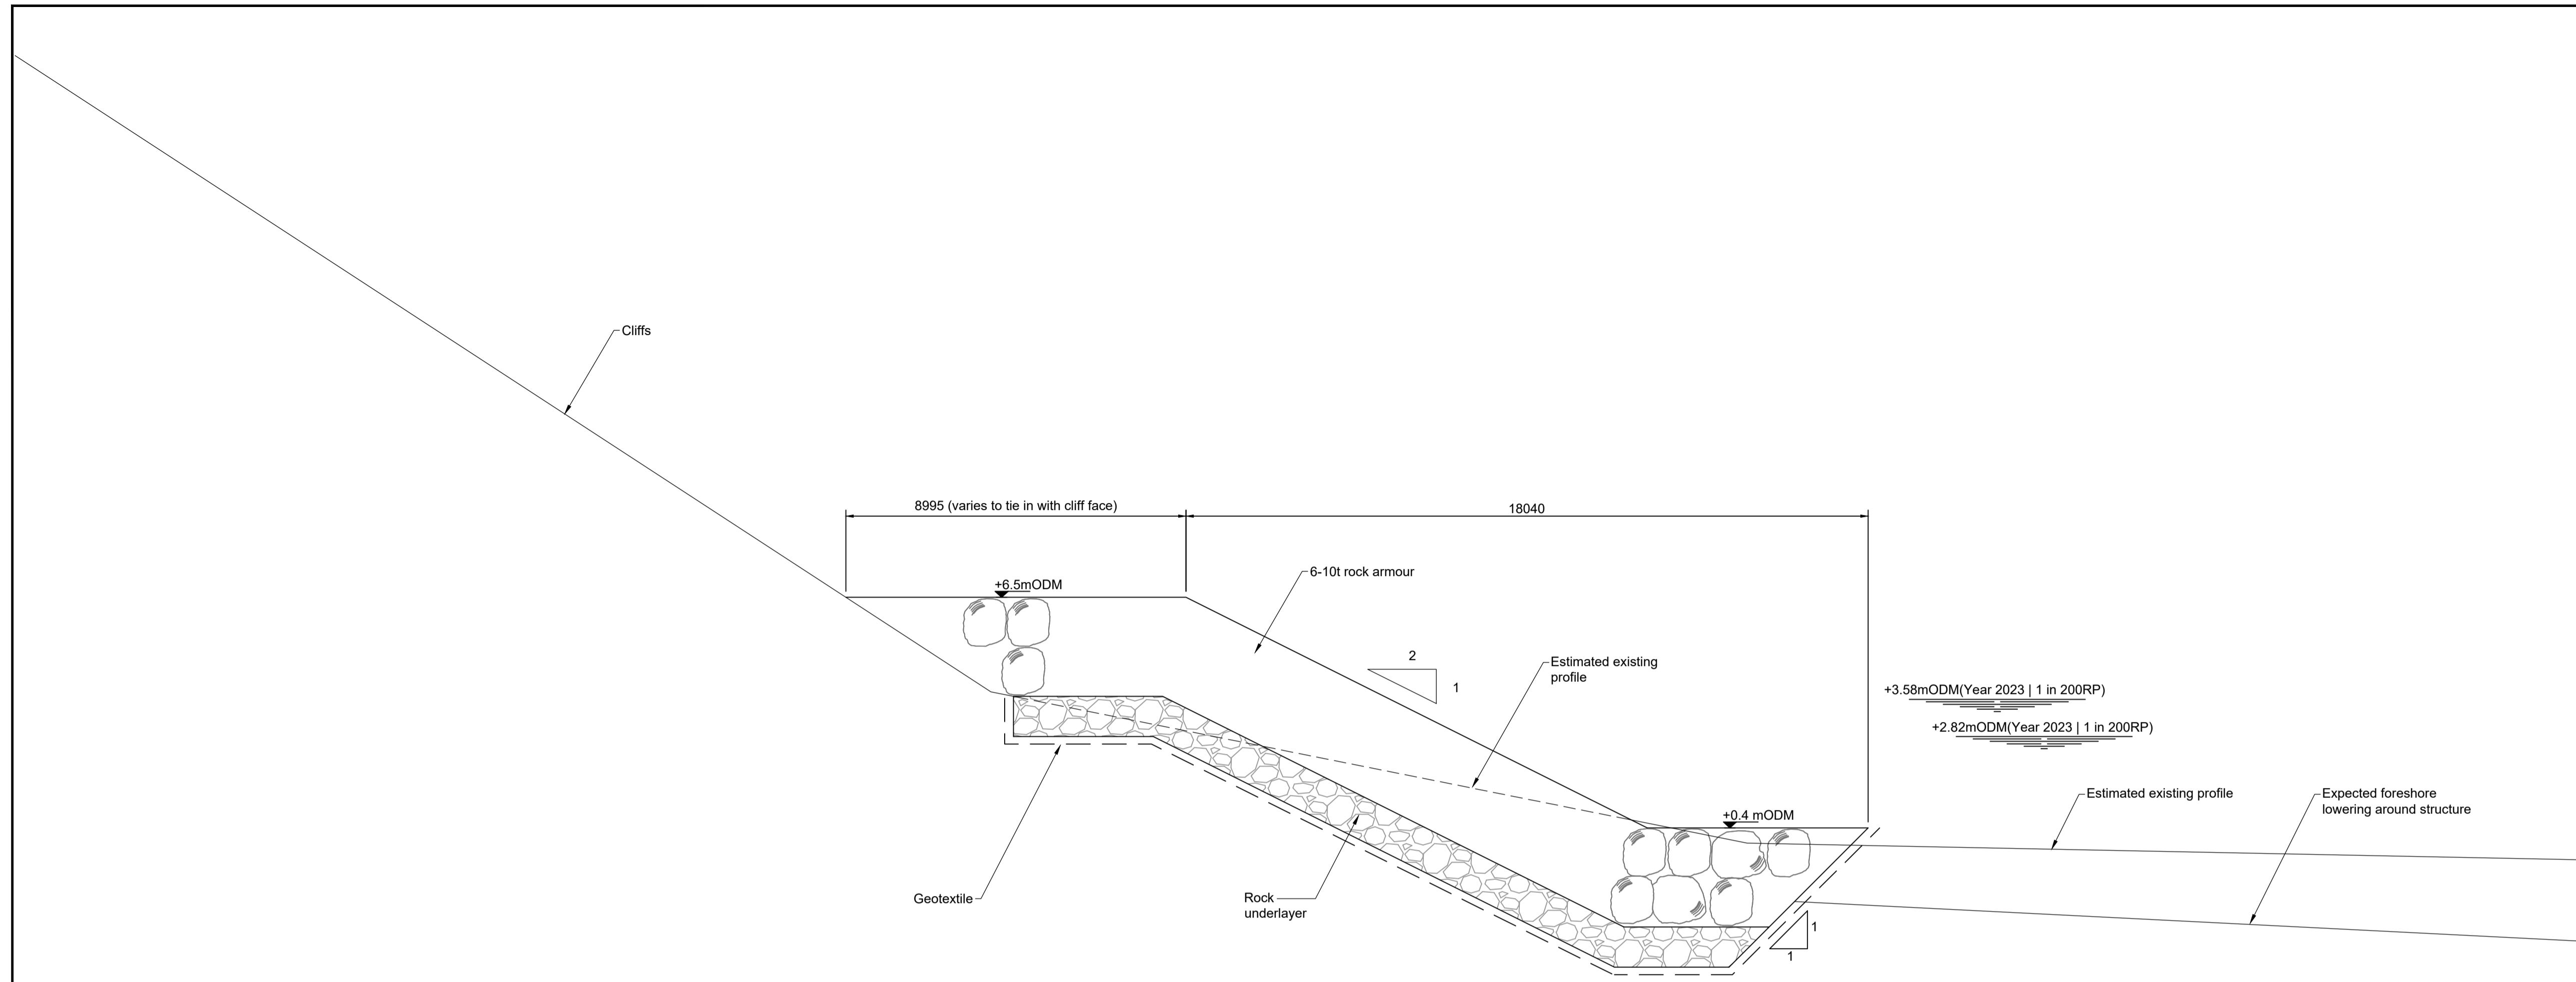 Cliffs
8995 (varies to tie in with cliff face)
18040
6-10t rock armour
+6.5mODM
2
1
Estimated existing
profile
+3.58mODM(Year 2023 | 1 in 200RP)
+2.82mODM(Year 2023 | 1 in 200RP)
+0.4 mODM
Estimated existing profile
Expected foreshore
lowering around structure
Geotextile
Rock
underlayer
1
1